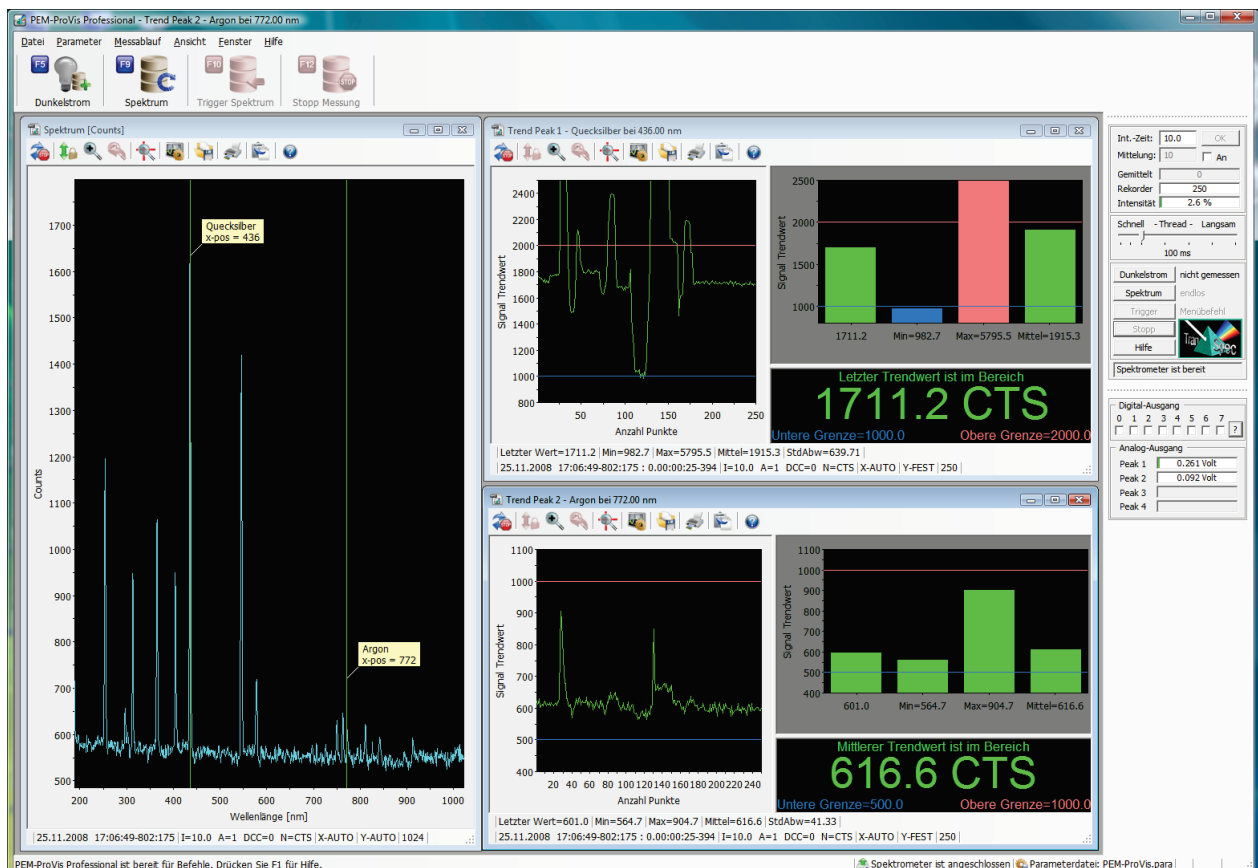 PEM-ProVis Professional - Trend Peak 2 - Argon bei 772.00 nm
Datei Parameter Messablauf Ansicht Fenster Hilfe
F5 F9 F10 F12
STOP
Dunkelstrom Spektrum Trigger Spektrum Stopp Messung
Spektrum [Counts]
1700
1600
1500
1400
1300
1200
1100
1000
900
800
700
600
500
Counts
Quecksilber
x-pos = 436
Argon
x-pos = 772
200 300 400 500 600 700 800 900 1000
Wellenlänge [nm]
25.11.2008 17:06:49-802:175 I=10.0 A=1 DCC=0 N=CTS X-AUTO Y-AUTO 1024
Trend Peak 1 - Quecksilber bei 436.00 nm
2400
2200
2000
1800
1600
1400
1200
1000
800
Signal Trendwert
50 100 150 200 250
Anzahl Punkte
2500
2000
1500
1000
Signal Trendwert
1711.2 Min=982.7 Max=5795.5 Mittel=1915.3
Letzter Trendwert ist im Bereich
1711.2 CTS
Untere Grenze=1000.0 Obere Grenze=2000.0
Letzter Wert=1711.2 Min=982.7 Max=5795.5 Mittel=1915.3 StdAbw=639.71
25.11.2008 17:06:49-802:175 : 0.00:00:25-394 I=10.0 A=1 DCC=0 N=CTS X-AUTO Y-FEST 250
Trend Peak 2 - Argon bei 772.00 nm
1100
1000
900
800
700
600
500
400
Signal Trendwert
20 40 60 80 100 120 140 160 180 200 220 240
Anzahl Punkte
1100
1000
900
800
700
600
500
400
Signal Trendwert
601.0 Min=564.7 Max=904.7 Mittel=616.6
Mittlerer Trendwert ist im Bereich
616.6 CTS
Untere Grenze=500.0 Obere Grenze=1000.0
Letzter Wert=601.0 Min=564.7 Max=904.7 Mittel=616.6 StdAbw=41.33
25.11.2008 17:06:49-802:175 : 0.00:00:25-394 I=10.0 A=1 DCC=0 N=CTS X-AUTO Y-FEST 250
Int.-Zeit: 10.0 OK
Mittelung: 10 An
Gemittelt 0
Rekorder 250
Intensität 2.6 %
Schnell - Thread - Langsam
100 ms
Dunkelstrom nicht gemessen
Spektrum endlos
Trigger Menübefehl
Stopp
Hilfe
TranSpec
Spektrometer ist bereit
Digital-Ausgang
0 1 2 3 4 5 6 7
?
Analog-Ausgang
Peak 1 0.261 Volt
Peak 2 0.092 Volt
Peak 3
Peak 4
PEM-ProVis Professional ist bereit für Befehle. Drücken Sie F1 für Hilfe.
Spektrometer ist angeschlossen Parameterdatei: PEM-ProVis.para